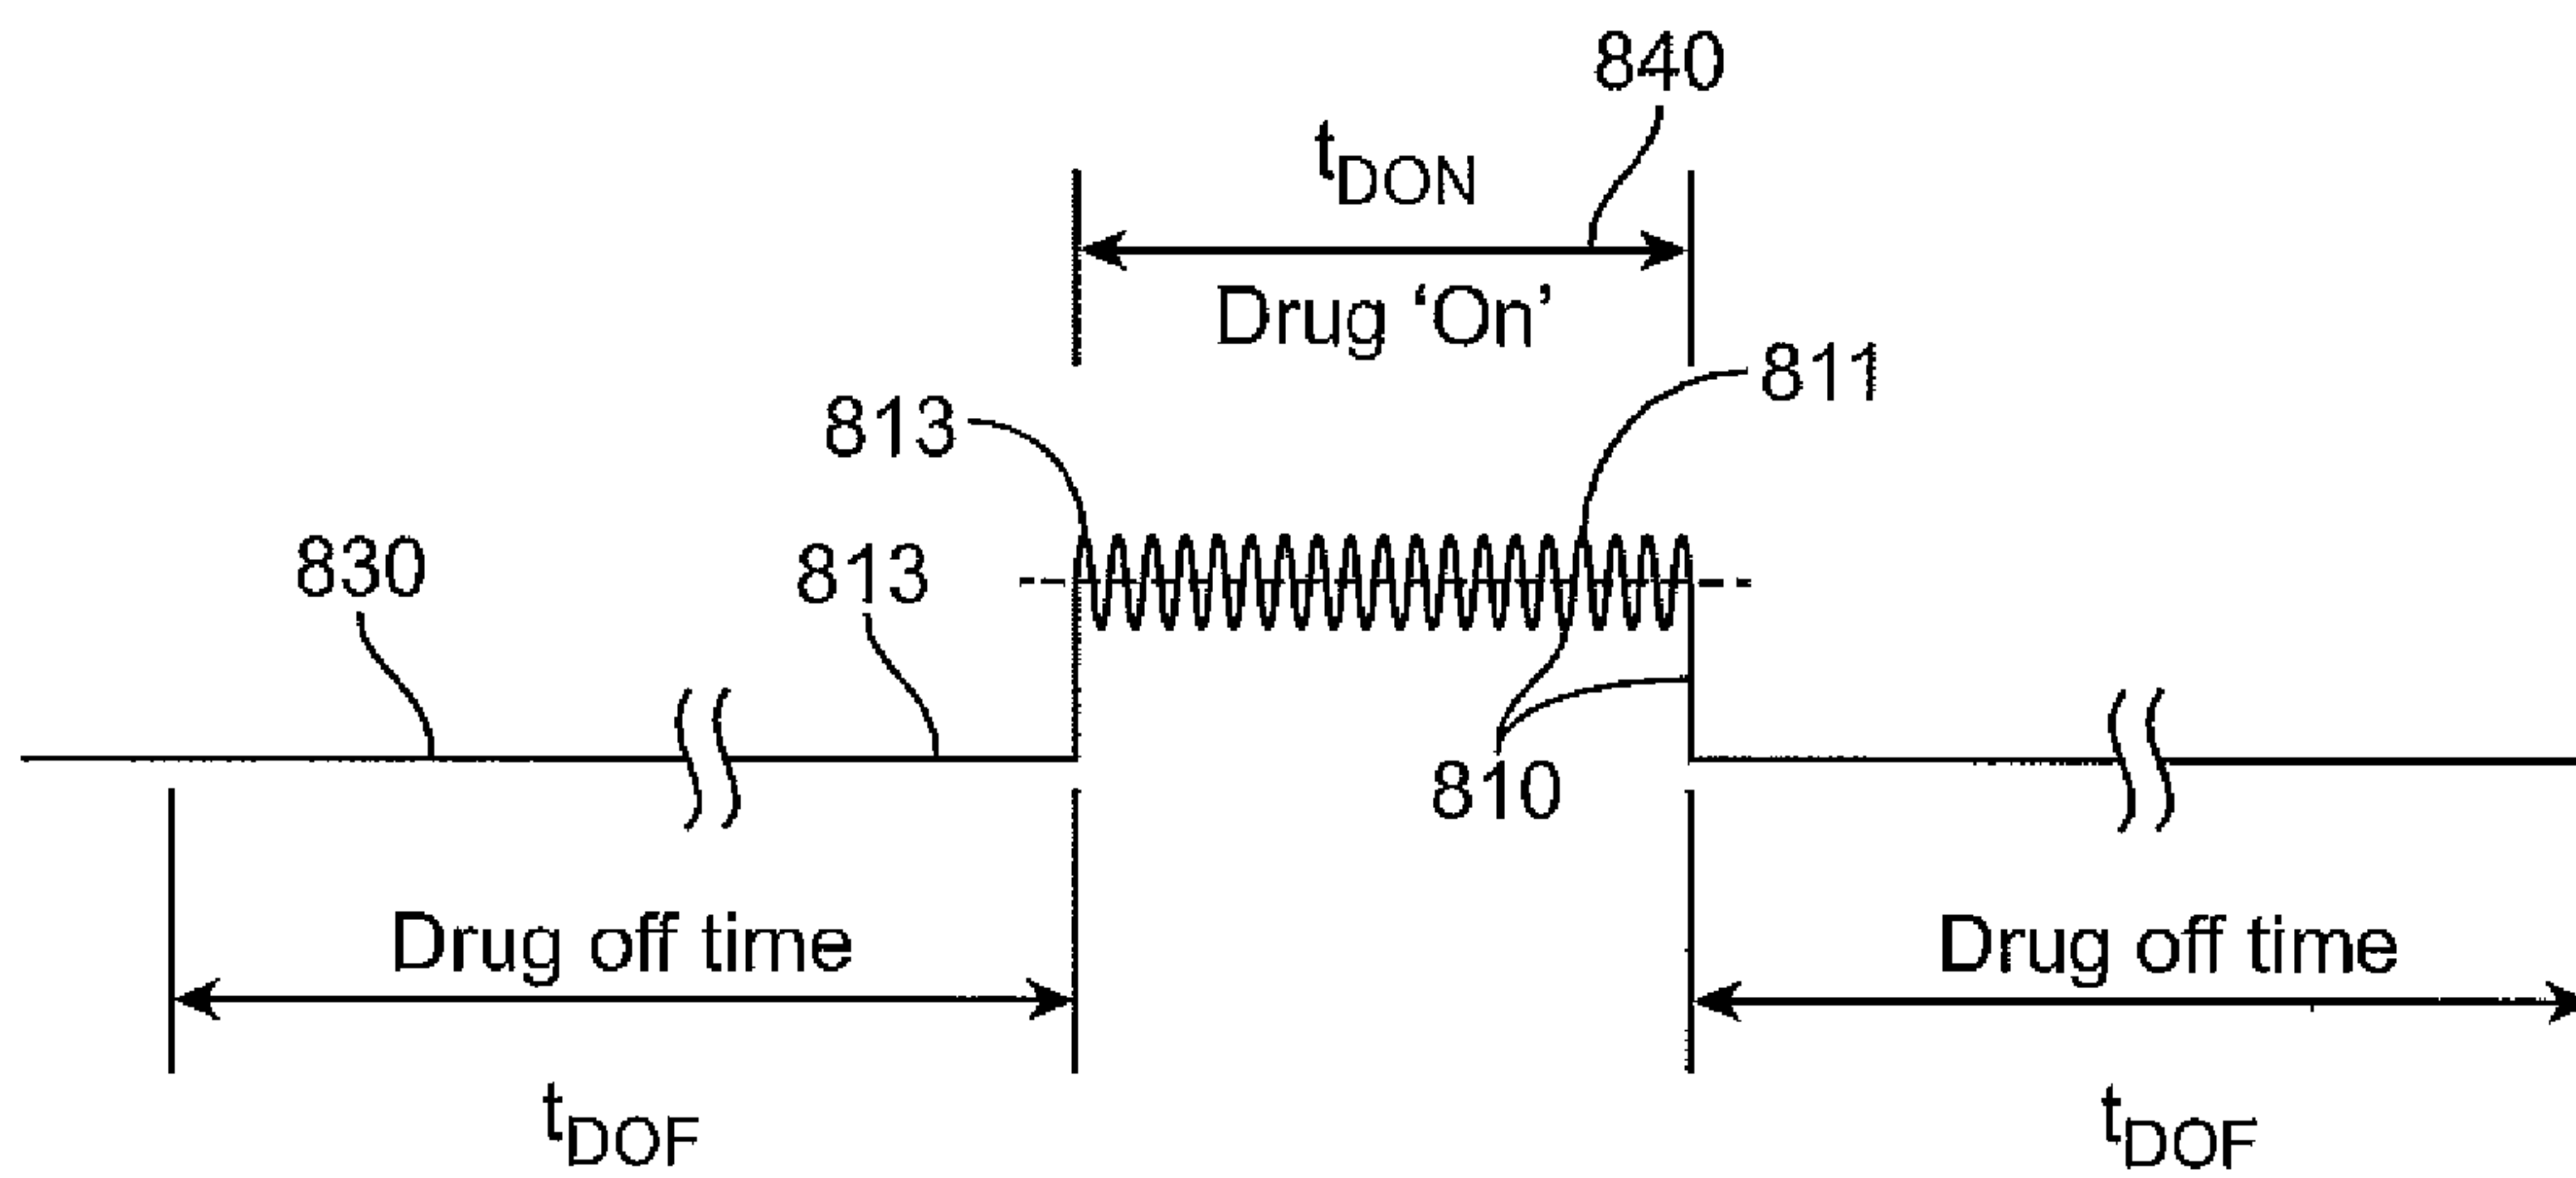 840
tDON
Drug ‘On’
811
813
830
813
810
Drug off time
Drug off time
tDOF
tDOF